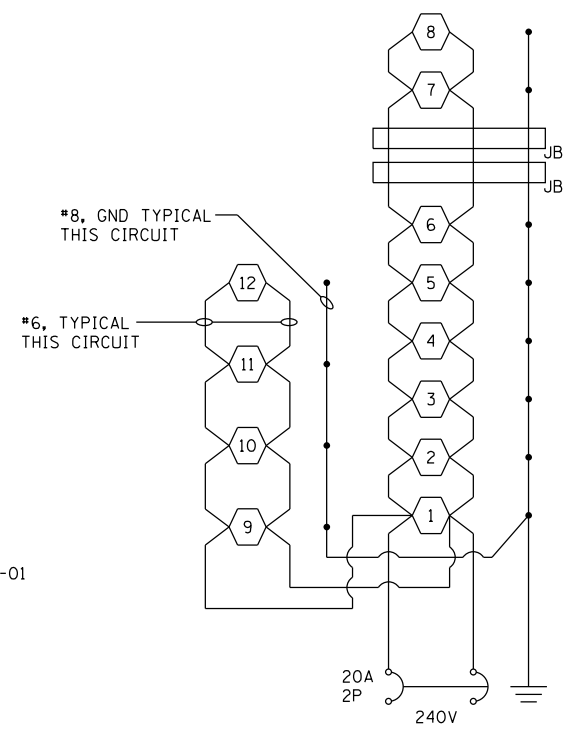 8
7
JB
JB
#8, GND TYPICAL
THIS CIRCUIT
6
12
5
#6, TYPICAL
THIS CIRCUIT
4
11
3
10
2
9
1
-01
20A
2P
240V